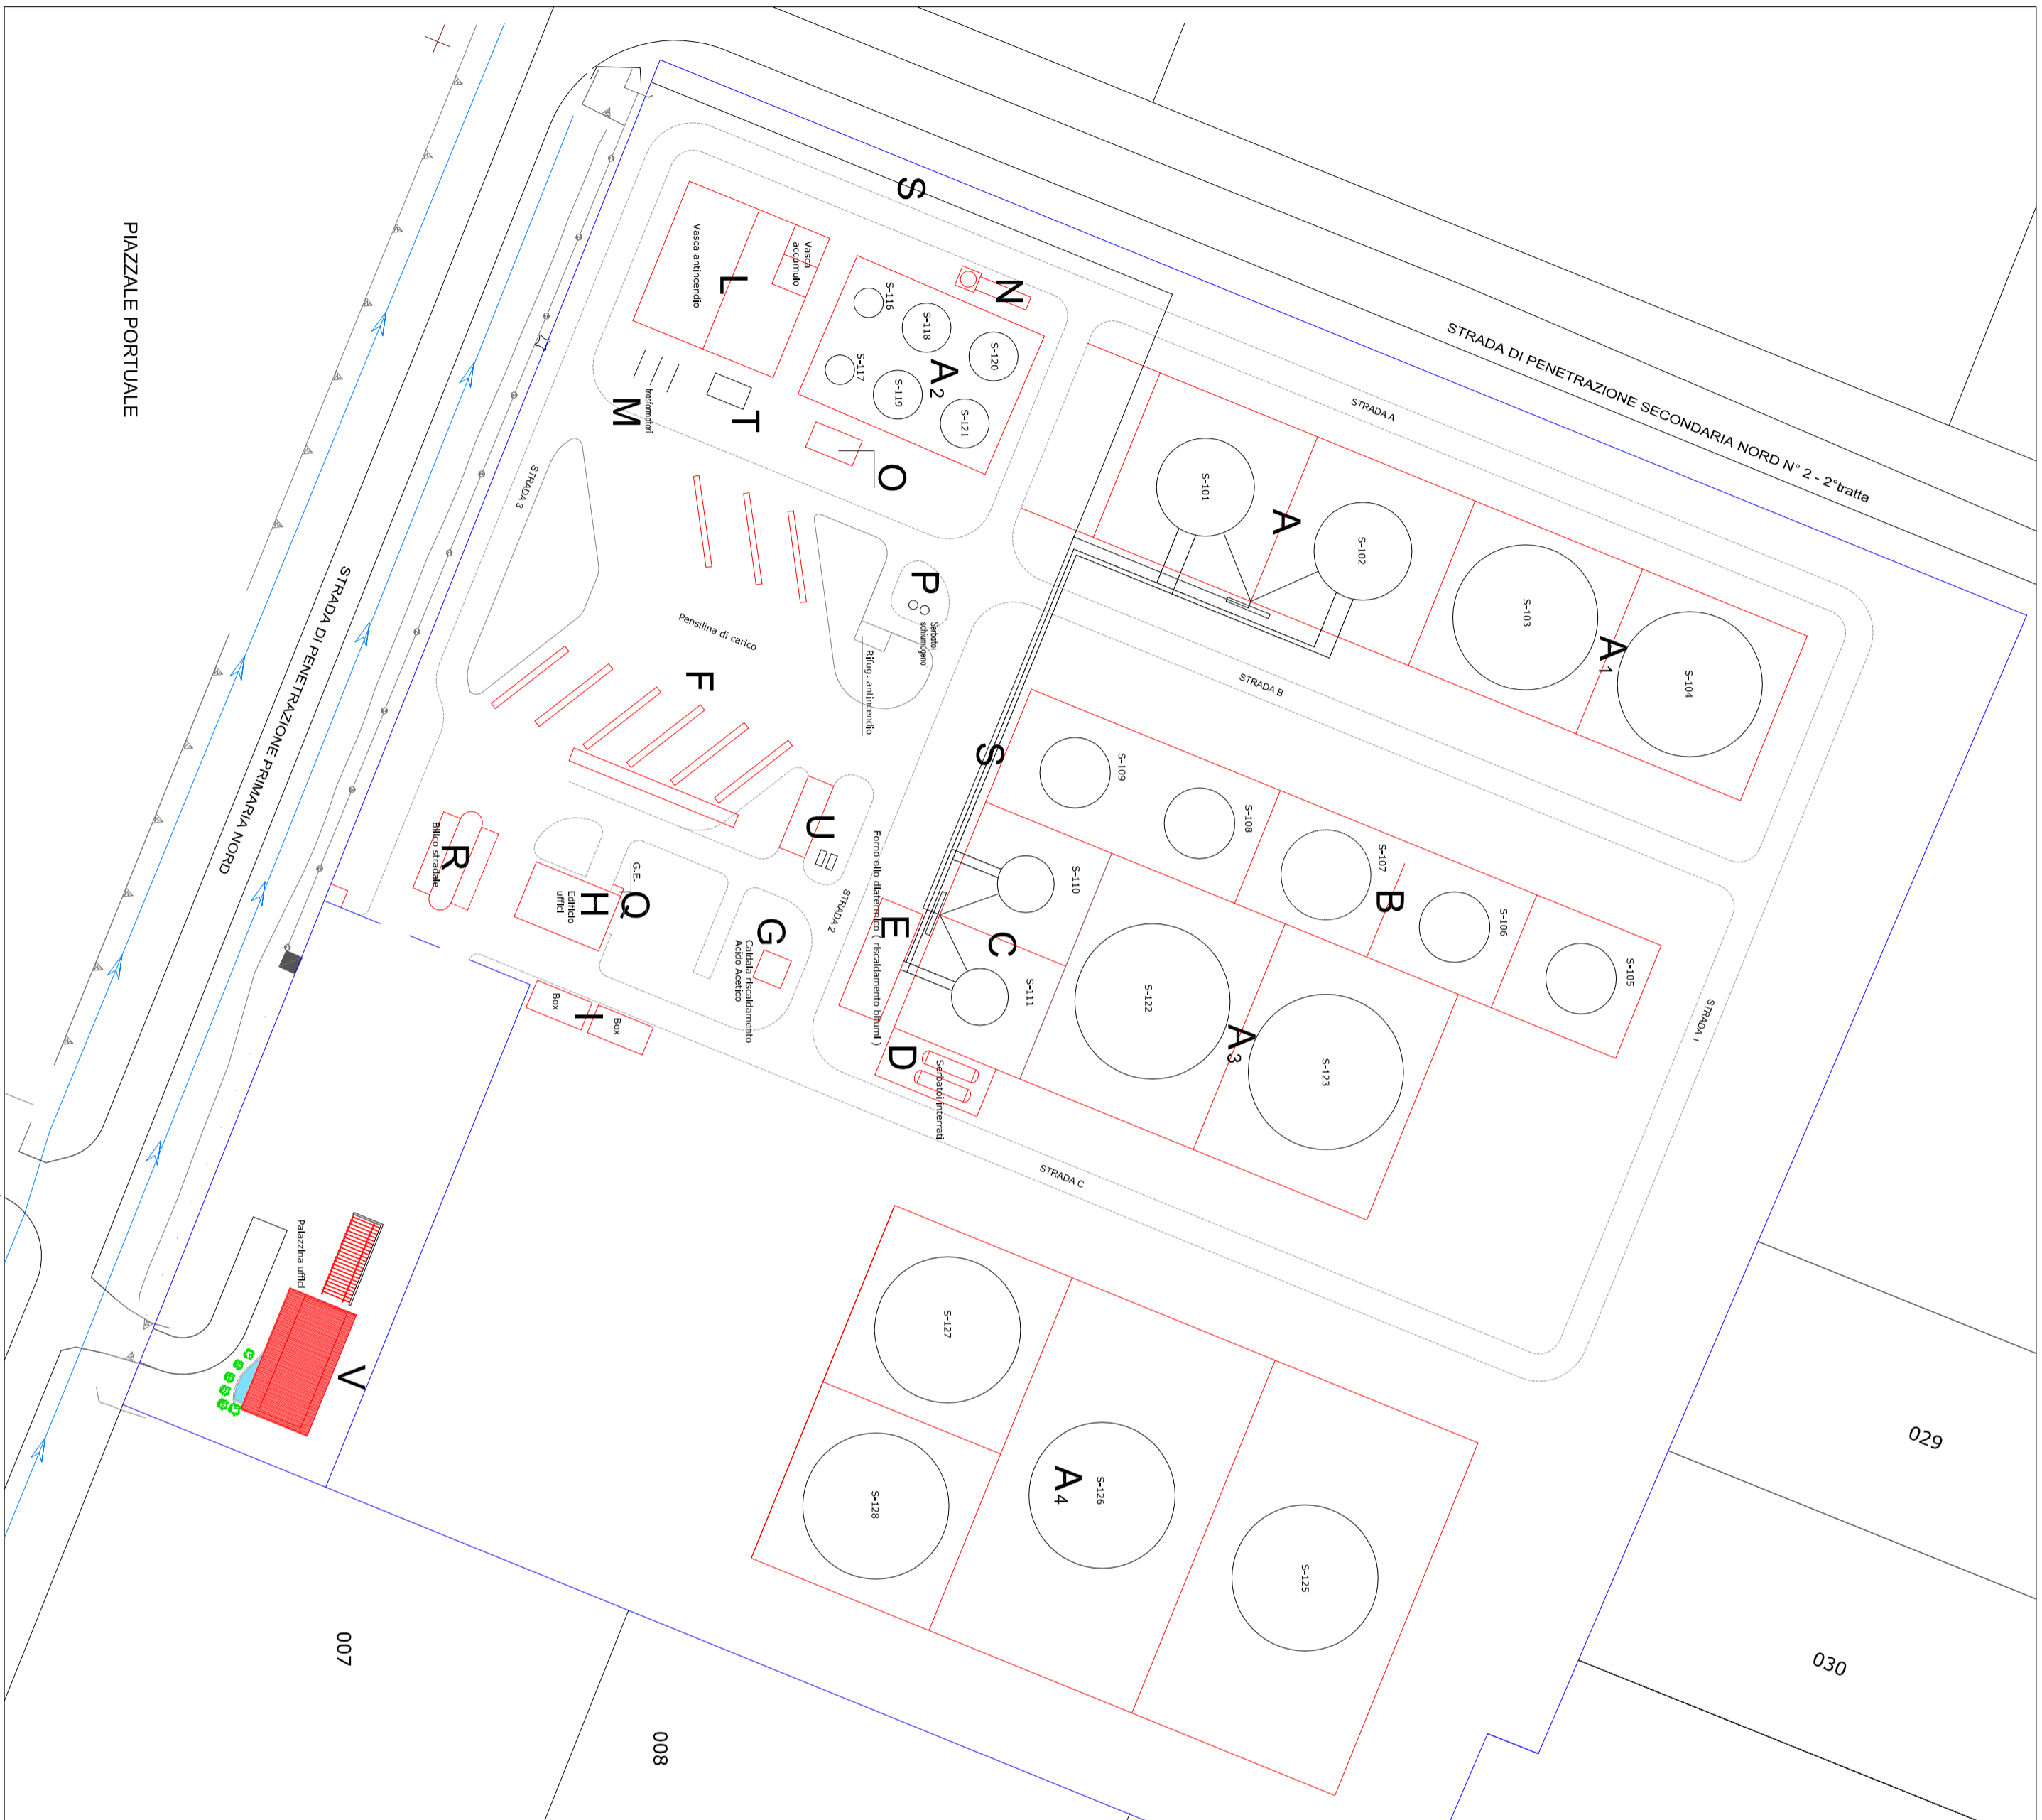 PIAZZALE PORTUALE
STRADA DI PENETRAZIONE PRIMARIA NORD
STRADA DI PENETRAZIONE SECONDARIA NORD N° 2 - 2°tratta
S
Vasca antincendio
L
Vasca
accumulo
N
S-116
S-117
S-118
S-119
S-120
S-121
A2
M
trasformatori
T
O
STRADA 3
STRADA A
S-101
A
S-102
S-103
A1
S-104
P
Serbatoi
schiumogeno
Rifug. antincendio
Pensilina di carico
F
STRADA B
S
S-109
S-108
S-107
B
S-106
S-105
STRADA 1
R
Bilico stradale
U
G.E.
Q
H
Edificio
uffici
G
Caldaia riscaldamento
Acido Acetico
STRADA 2
Forno olio diatermico ( riscaldamento bitumi )
E
S-110
C
S-111
S-122
A3
S-123
D
Serbatoi interrati
Box
I
Box
STRADA C
Palazzina uffici
V
S-127
S-128
A4
S-126
S-125
029
030
007
008